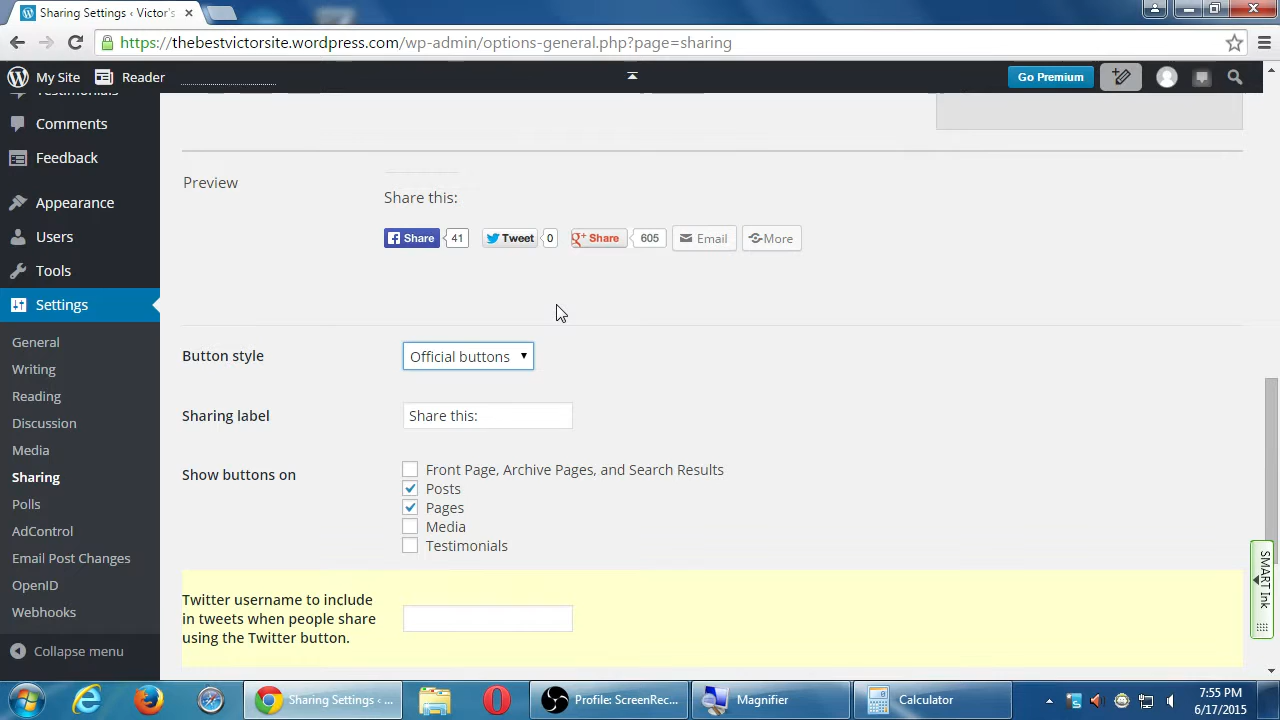 Sharing Settings ‹ Victor's
https://thebestvictorsite.wordpress.com/wp-admin/options-general.php?page=sharing
My Site
Reader
Go Premium
Testimonials
Comments
Feedback
Appearance
Users
Tools
Settings
General
Writing
Reading
Discussion
Media
Sharing
Polls
AdControl
Email Post Changes
OpenID
Webhooks
Collapse menu
Preview
Share this:
Share 41 Tweet 0 g+ Share 605 Email More
Button style Official buttons
Sharing label Share this:
Show buttons on
Front Page, Archive Pages, and Search Results
Posts
Pages
Media
Testimonials
Twitter username to include
in tweets when people share
using the Twitter button.
SMART Ink
Sharing Settings ‹ ...
Profile: ScreenRec...
Magnifier
Calculator
7:55 PM
6/17/2015